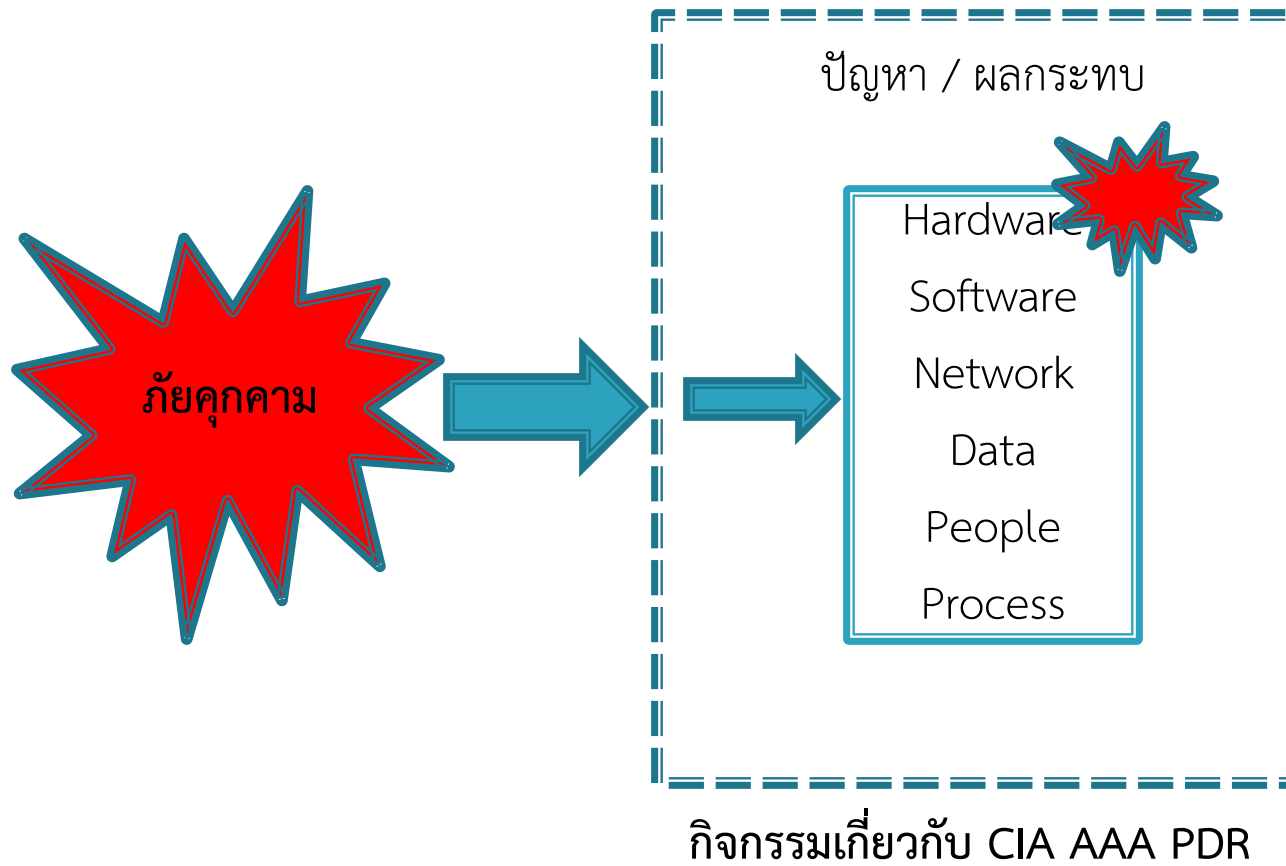 ปัญหา / ผลกระทบ
ภัยคุกคาม
Hardware
Software
Network
Data
People
Process
กิจกรรมเกี่ยวกับ CIA AAA PDR